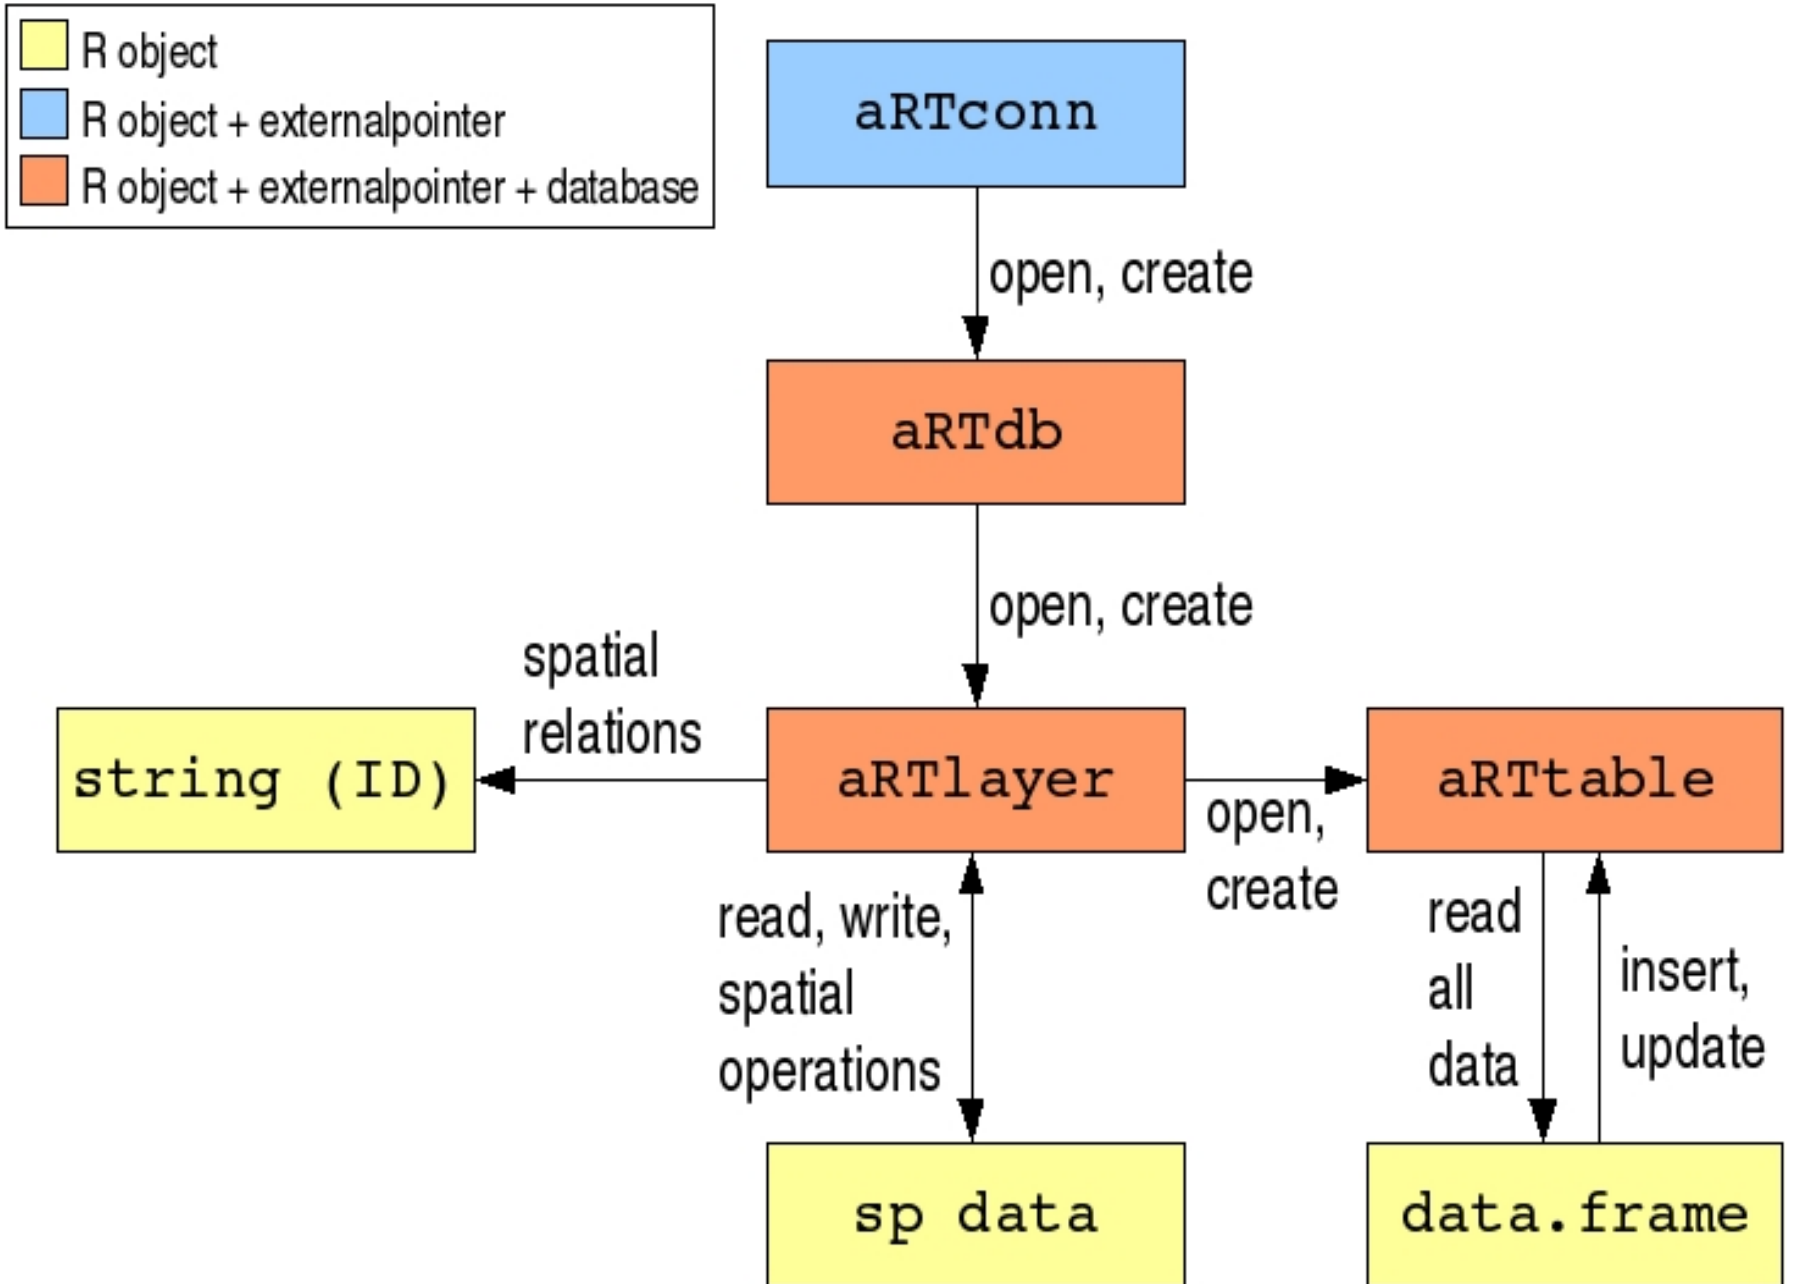 R object
R object + externalpointer
R object + externalpointer + database
aRTconn
open, create
aRTdb
open, create
spatial
relations
string (ID)
aRTlayer
open,
create
aRTtable
read, write,
spatial
operations
read
all
data
insert,
update
sp data
data.frame